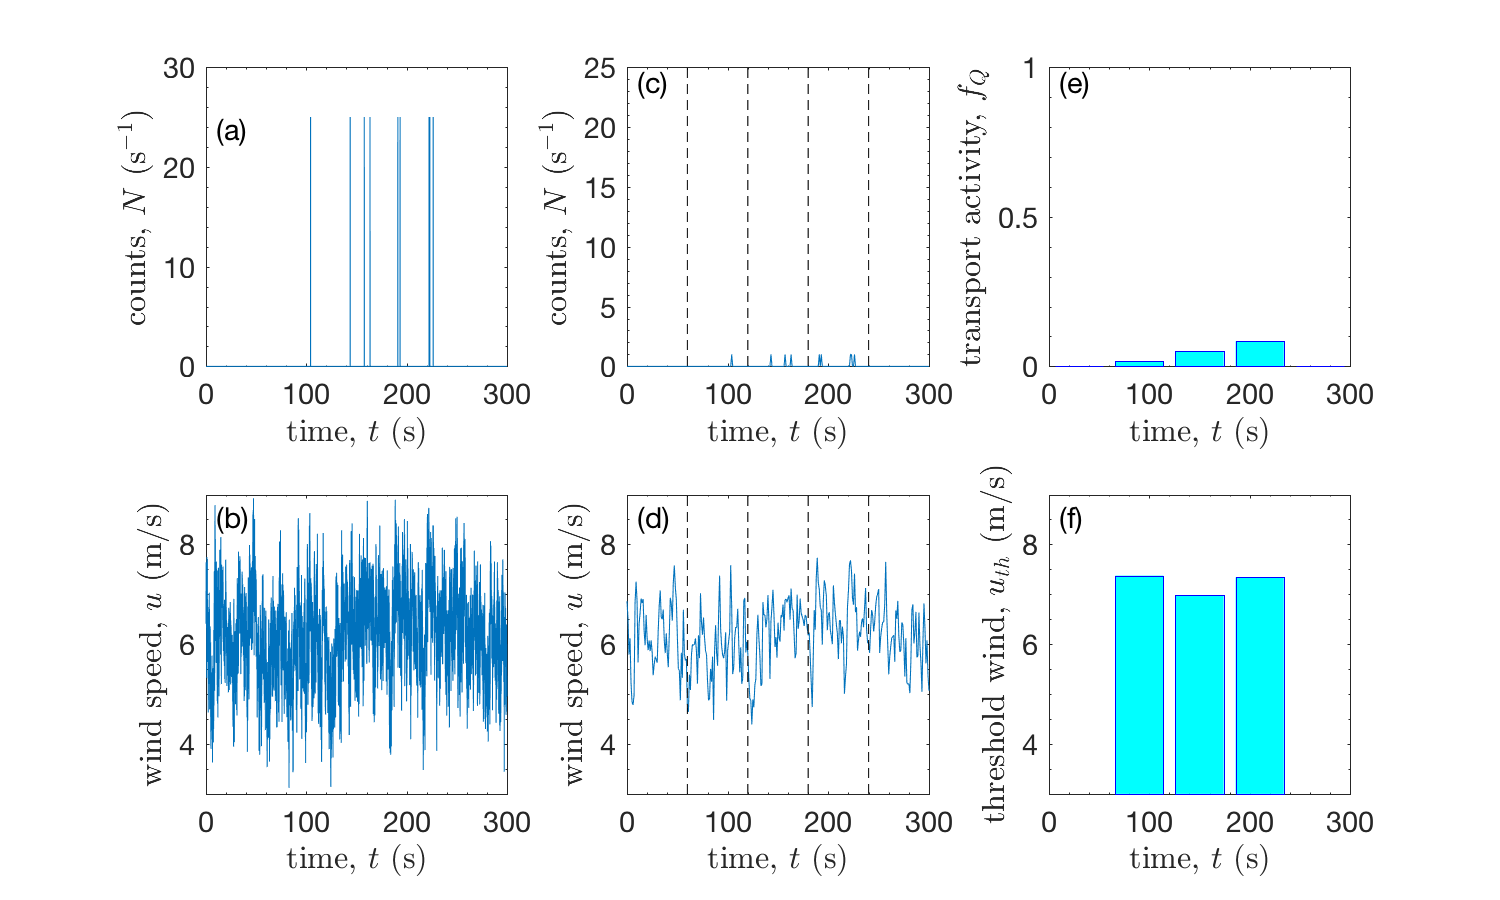 (a)
counts, N (s⁻¹)
30
20
10
0
0 100 200 300
time, t (s)
(c)
counts, N (s⁻¹)
25
20
15
10
5
0
0 100 200 300
time, t (s)
(e)
transport activity, f_Q
1
0.5
0
0 100 200 300
time, t (s)
(b)
wind speed, u (m/s)
8
6
4
0 100 200 300
time, t (s)
(d)
wind speed, u (m/s)
8
6
4
0 100 200 300
time, t (s)
(f)
threshold wind, u_th (m/s)
8
6
4
0 100 200 300
time, t (s)